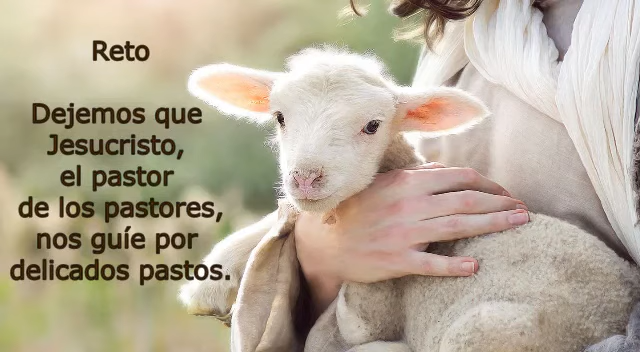 Reto
Dejemos que
Jesucristo,
el pastor
de los pastores,
nos guíe por
delicados pastos.